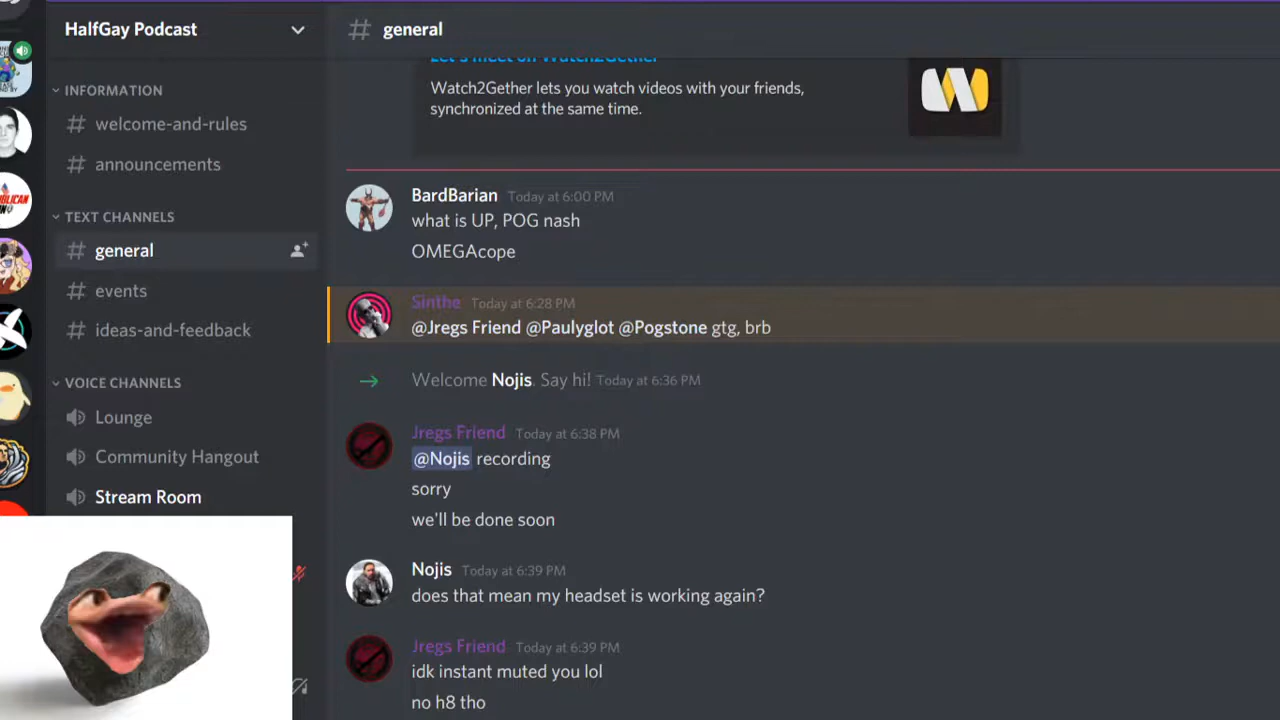 HalfGay Podcast
INFORMATION
welcome-and-rules
announcements
TEXT CHANNELS
general
events
ideas-and-feedback
VOICE CHANNELS
Lounge
Community Hangout
Stream Room
general
Let's meet on Watch2Gether
Watch2Gether lets you watch videos with your friends,
synchronized at the same time.
BardBarian Today at 6:00 PM
what is UP, POG nash
OMEGAcope
Sinthe Today at 6:28 PM
@Jregs Friend @Paulyglot @Pogstone gtg, brb
Welcome Nojis. Say hi! Today at 6:36 PM
Jregs Friend Today at 6:38 PM
@Nojis recording
sorry
we'll be done soon
Nojis Today at 6:39 PM
does that mean my headset is working again?
Jregs Friend Today at 6:39 PM
idk instant muted you lol
no h8 tho